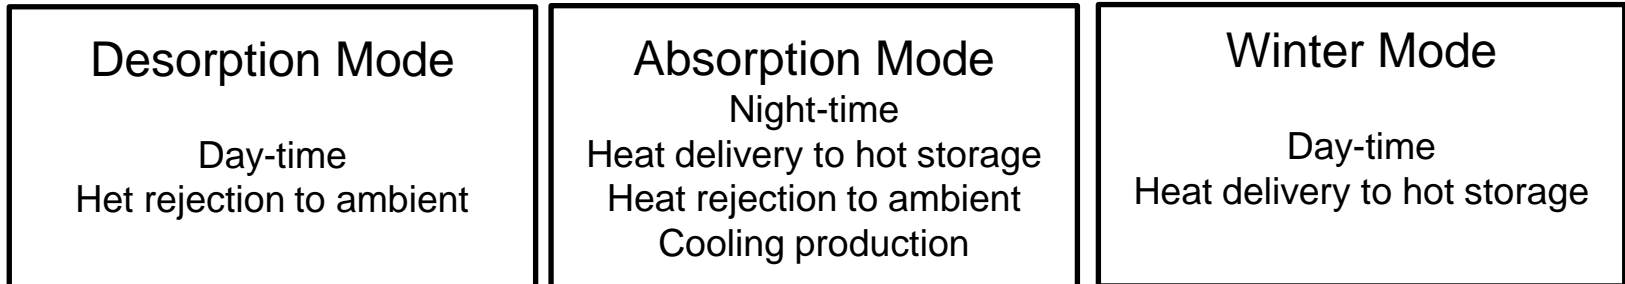 Desorption Mode
Day-time
Het rejection to ambient
Absorption Mode
Night-time
Heat delivery to hot storage
Heat rejection to ambient
Cooling production
Winter Mode
Day-time
Heat delivery to hot storage